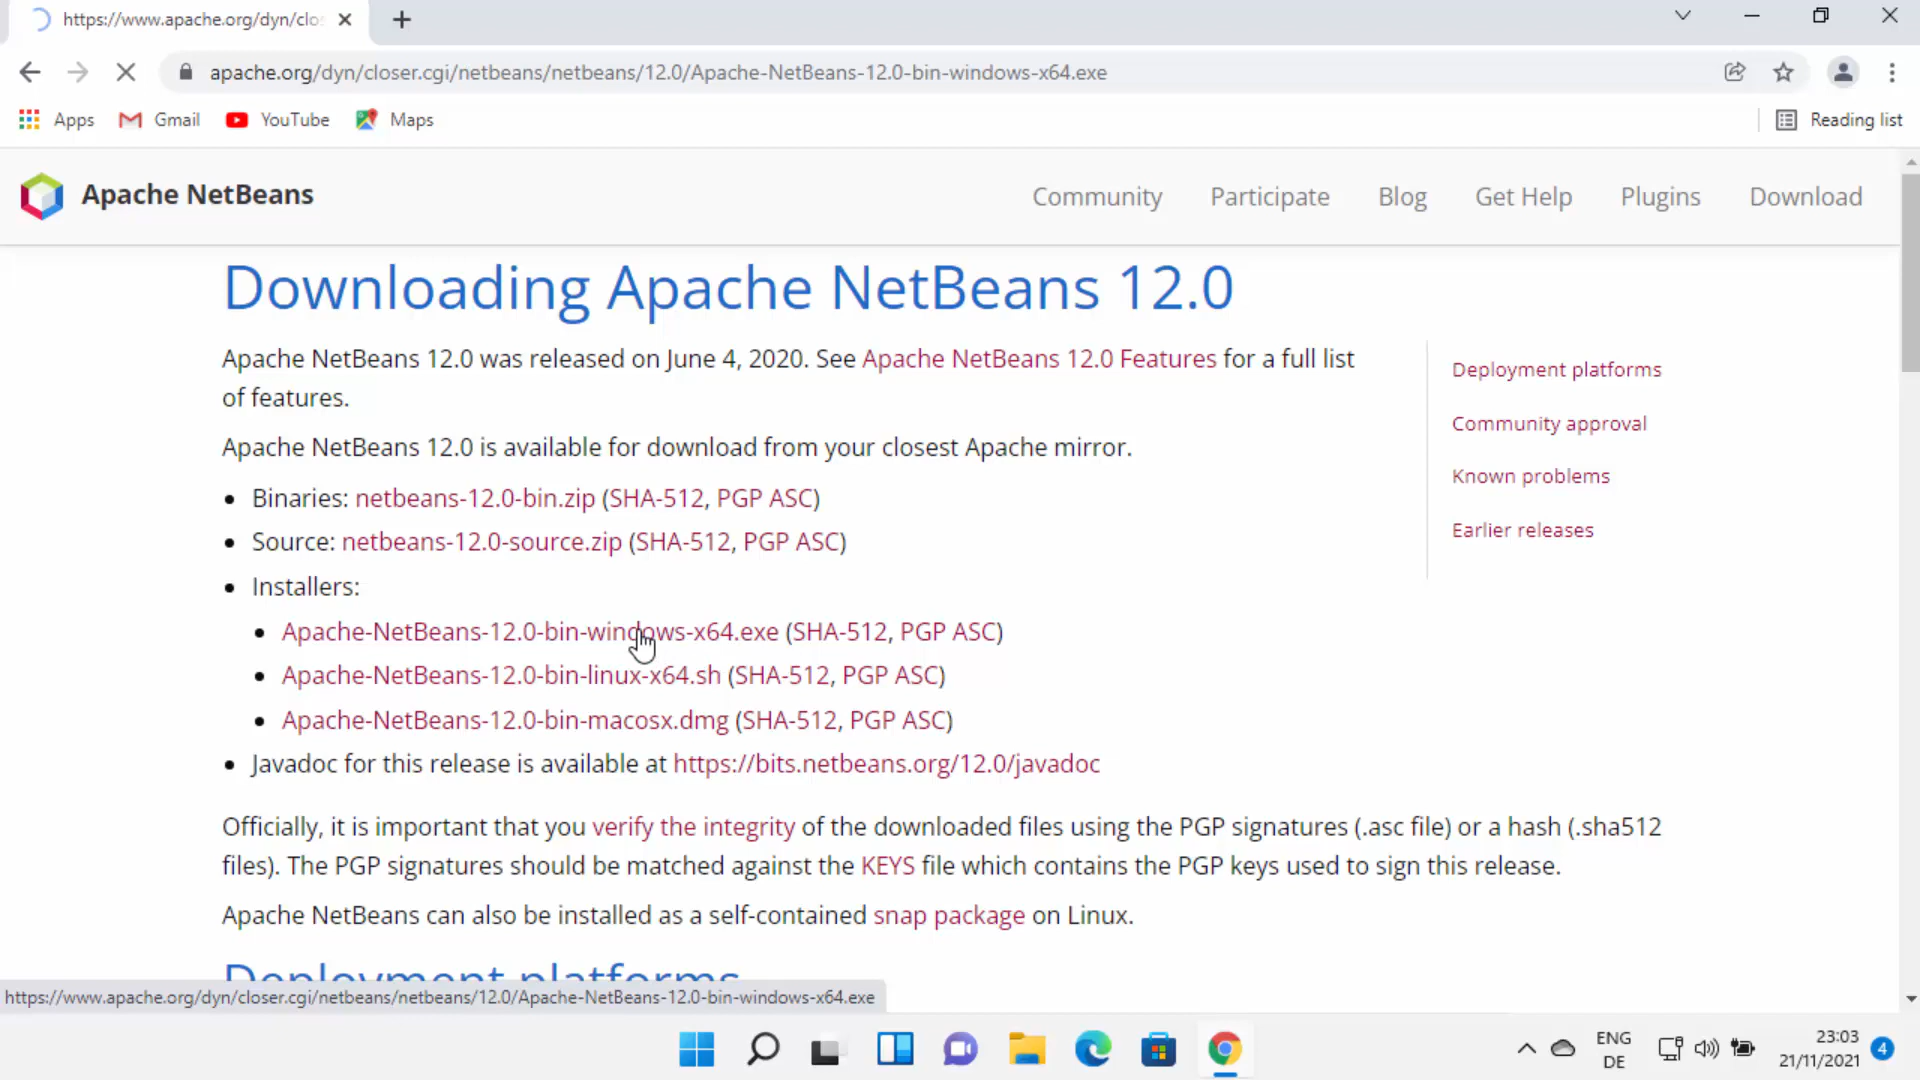 https://www.apache.org/dyn/clo
apache.org/dyn/closer.cgi/netbeans/netbeans/12.0/Apache-NetBeans-12.0-bin-windows-x64.exe
Apps Gmail YouTube Maps Reading list
Apache NetBeans Community Participate Blog Get Help Plugins Download
Downloading Apache NetBeans 12.0
Apache NetBeans 12.0 was released on June 4, 2020. See Apache NetBeans 12.0 Features for a full list
of features.
Apache NetBeans 12.0 is available for download from your closest Apache mirror.
• Binaries: netbeans-12.0-bin.zip (SHA-512, PGP ASC)
• Source: netbeans-12.0-source.zip (SHA-512, PGP ASC)
• Installers:
• Apache-NetBeans-12.0-bin-windows-x64.exe (SHA-512, PGP ASC)
• Apache-NetBeans-12.0-bin-linux-x64.sh (SHA-512, PGP ASC)
• Apache-NetBeans-12.0-bin-macosx.dmg (SHA-512, PGP ASC)
• Javadoc for this release is available at https://bits.netbeans.org/12.0/javadoc
Deployment platforms
Community approval
Known problems
Earlier releases
Officially, it is important that you verify the integrity of the downloaded files using the PGP signatures (.asc file) or a hash (.sha512
files). The PGP signatures should be matched against the KEYS file which contains the PGP keys used to sign this release.
Apache NetBeans can also be installed as a self-contained snap package on Linux.
Deployment platforms
https://www.apache.org/dyn/closer.cgi/netbeans/netbeans/12.0/Apache-NetBeans-12.0-bin-windows-x64.exe
ENG
DE
23:03
21/11/2021
4